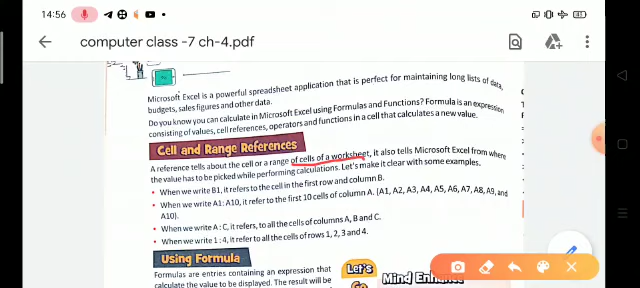 14:56
41
computer class -7 ch-4.pdf
Microsoft Excel is a powerful spreadsheet application that is perfect for maintaining long lists of data,
budgets, sales figures and other data.
Do you know you can calculate in Microsoft Excel using Formulas and Functions? Formula is an expression
consisting of values, cell references, operators and functions in a cell that calculates a new value.
Cell and Range References
A reference tells about the cell or a range of cells of a worksheet, it also tells Microsoft Excel from where
the value has to be picked while performing calculations. Let's make it clear with some examples.
• When we write B1, it refers to the cell in the first row and column B.
• When we write A1: A10, it refer to the first 10 cells of column A. (A1, A2, A3, A4, A5, A6, A7, A8, A9, and
A10).
• When we write A : C, it refers, to all the cells of columns A, B and C.
• When we write 1 : 4, it refer to all the cells of rows 1, 2, 3 and 4.
Using Formula
Formulas are entries containing an expression that
calculate the value to be displayed. The result will be
Let's
Go
Mind Enhance